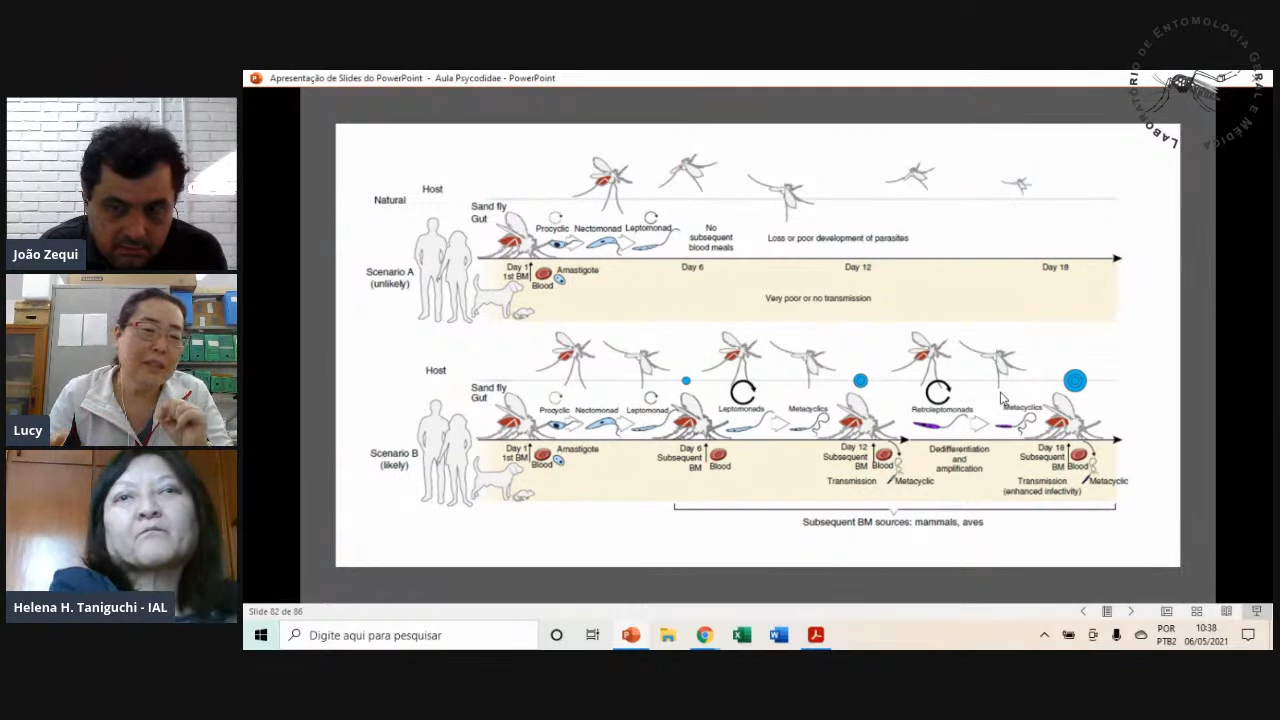 Apresentação de Slides do PowerPoint - Aula Psycodidae - PowerPoint
LABORATÓRIO DE ENTOMOLOGIA GERAL E MÉDICA
João Zequi
Lucy
Helena H. Taniguchi - IAL
Host
Natural
Sand fly
Gut
Procyclic
Nectomonad
Leptomonad
No
subsequent
blood meals
Loss or poor development of parasites
Scenario A
(unlikely)
Day 1
1st BM
Blood
Amastigote
Day 6
Day 12
Day 18
Very poor or no transmission
Host
Sand fly
Gut
Procyclic
Nectomonad
Leptomonad
Leptomonads
Metacyclics
Retroleptomonads
Metacyclics
Scenario B
(likely)
Day 1
1st BM
Blood
Amastigote
Day 6
Subsequent
BM
Blood
Day 12
Subsequent
BM
Blood
Transmission
Metacyclic
Dedifferentiation
and
amplification
Day 18
Subsequent
BM
Blood
Transmission
(enhanced infectivity)
Metacyclic
Subsequent BM sources: mammals, aves
Slide 82 de 86
Digite aqui para pesquisar
POR
PTB2
10:38
06/05/2021